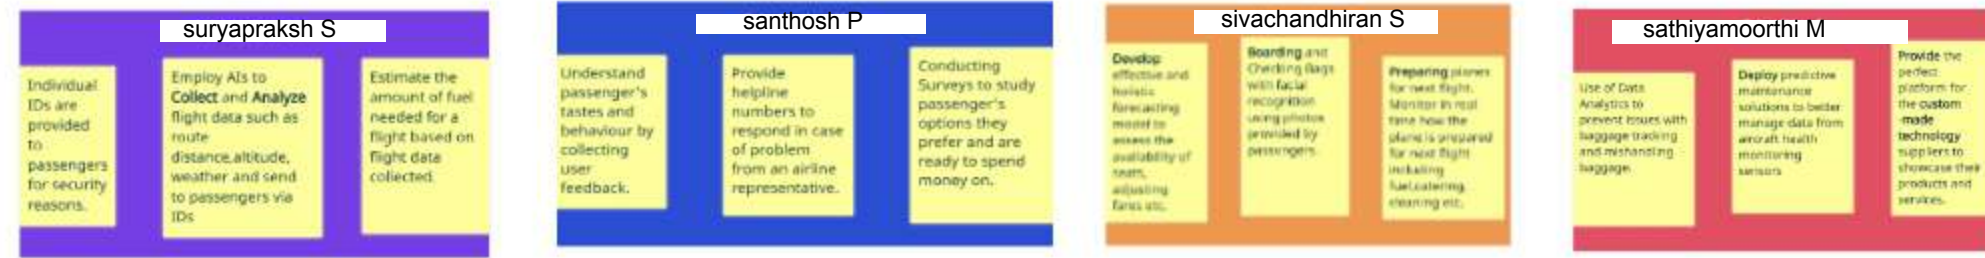 suryapraksh S
Individual
IDs are
provided
to
passengers
for security
reasons.
Employ AIs to
Collect and Analyze
flight data such as
route
distance,altitude,
weather and send
to passengers via
IDs
Estimate the
amount of fuel
needed for a
flight based on
flight data
collected.
santhosh P
Understand
passenger's
tastes and
behaviour by
collecting
user
feedback.
Provide
helpline
numbers to
respond in case
of problem
from an airline
representative.
Conducting
Surveys to study
passenger's
options they
prefer and are
ready to spend
money on.
sivachandhiran S
Develop
effective and
holistic
forecasting
model to
assess the
availability of
seats,
adjusting
fares etc.
Boarding and
Checking Bags
with facial
recognition
using photos
provided by
passengers.
Preparing planes
for next flight.
Monitor in real
time how the
plane is prepared
for next flight
including
fuel,catering,
cleaning etc.
sathiyamoorthi M
Use of Data
Analytics to
prevent issues with
baggage tracking
and mishandling
baggage
Deploy predictive
maintenance
solutions to better
manage data from
aircraft health
monitoring
sensors
Provide the
perfect
platform for
the custom
-made
technology
suppliers to
showcase their
products and
services.